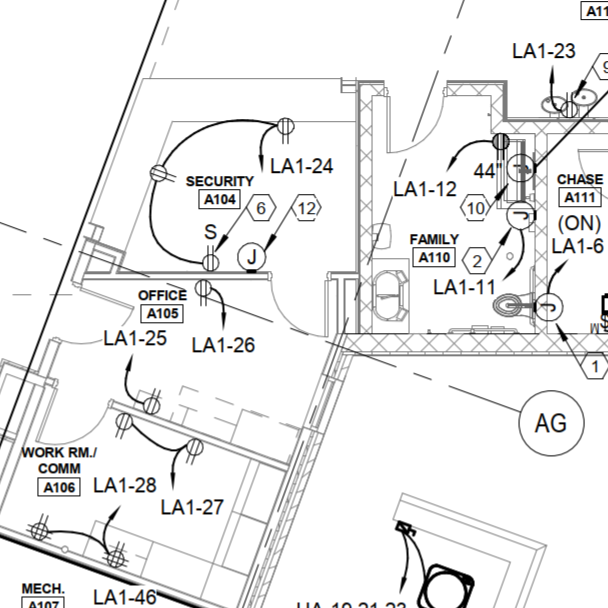 A11
LA1-23
9
LA1-24
44"
LA1-12
SECURITY
A104
6
12
10
CHASE
A111
(ON)
LA1-6
J
S
J
J
FAMILY
A110
2
LA1-11
J
OFFICE
A105
LA1-25
LA1-26
1
AG
WORK RM./
COMM
A106
LA1-28
LA1-27
MECH.
A107
LA1-46